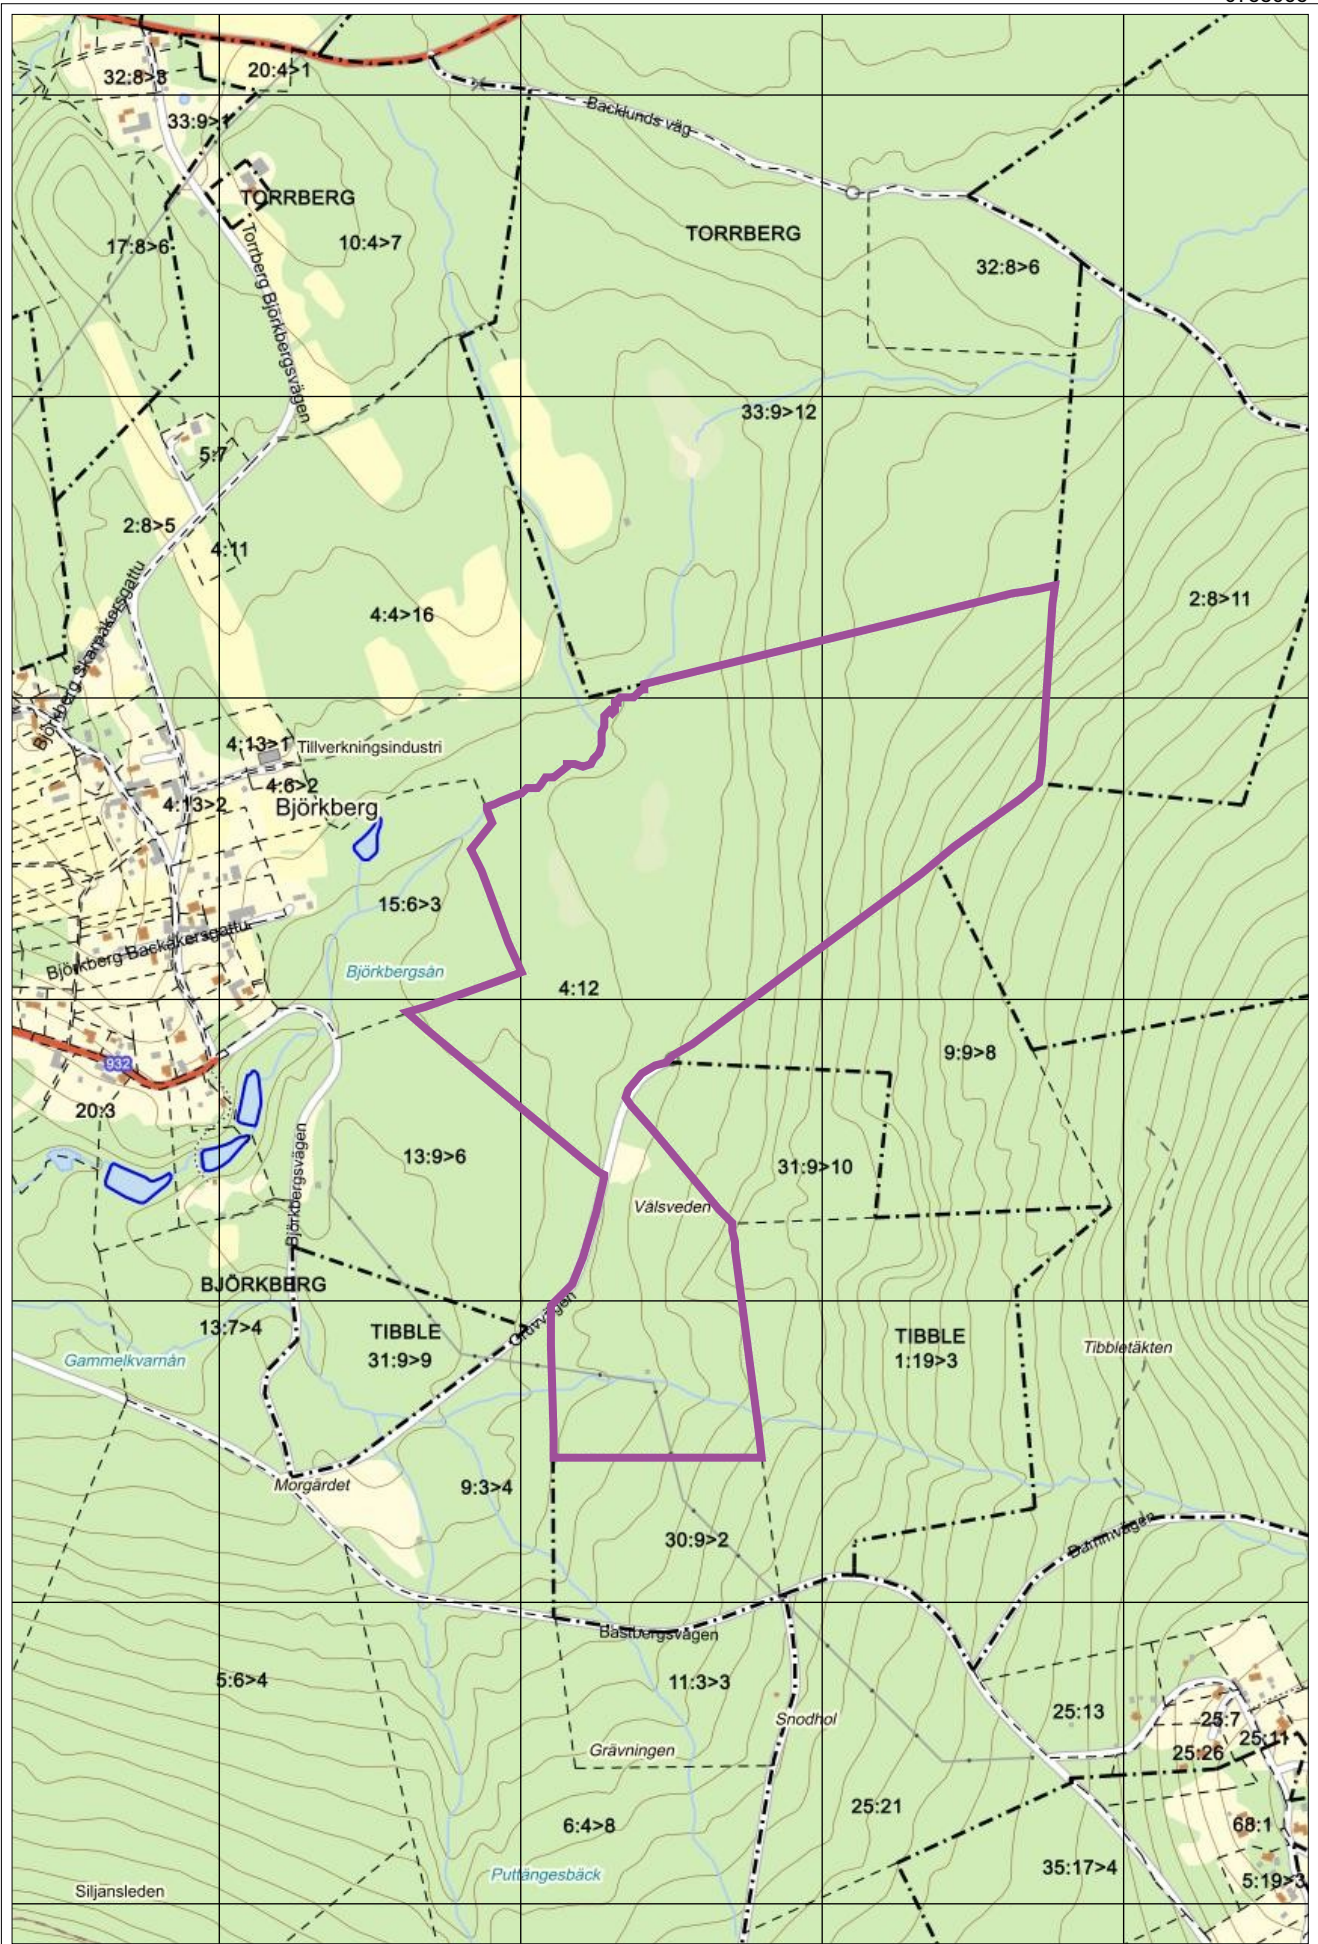 32:8>8
20:4>1
33:9>1
Backlunds väg
TORRBERG
TORRBERG
17:8>6
10:4>7
32:8>6
Torrberg Björkbergsvägen
33:9>12
5:7
2:8>5
4:11
4:4>16
2:8>11
Björkberg Skarpåkersgattu
4:13>1
Tillverkningsindustri
4:6>2
4:13>2
Björkberg
15:6>3
Björkberg Backåkersgattu
Björkbergsån
4:12
932
9:9>8
20:3
13:9>6
31:9>10
Björkbergsvägen
Välsveden
BJÖRKBERG
13:7>4
TIBBLE
31:9>9
Gruvvägen
TIBBLE
1:19>3
Tibbletäkten
Gammelkvarnån
Morgärdet
9:3>4
30:9>2
Dammvägen
Bastbergsvägen
5:6>4
11:3>3
Snodhol
25:13
25:7
25:11
25:26
Grävningen
25:21
6:4>8
68:1
35:17>4
Puttängesbäck
5:19>3
Siljansleden